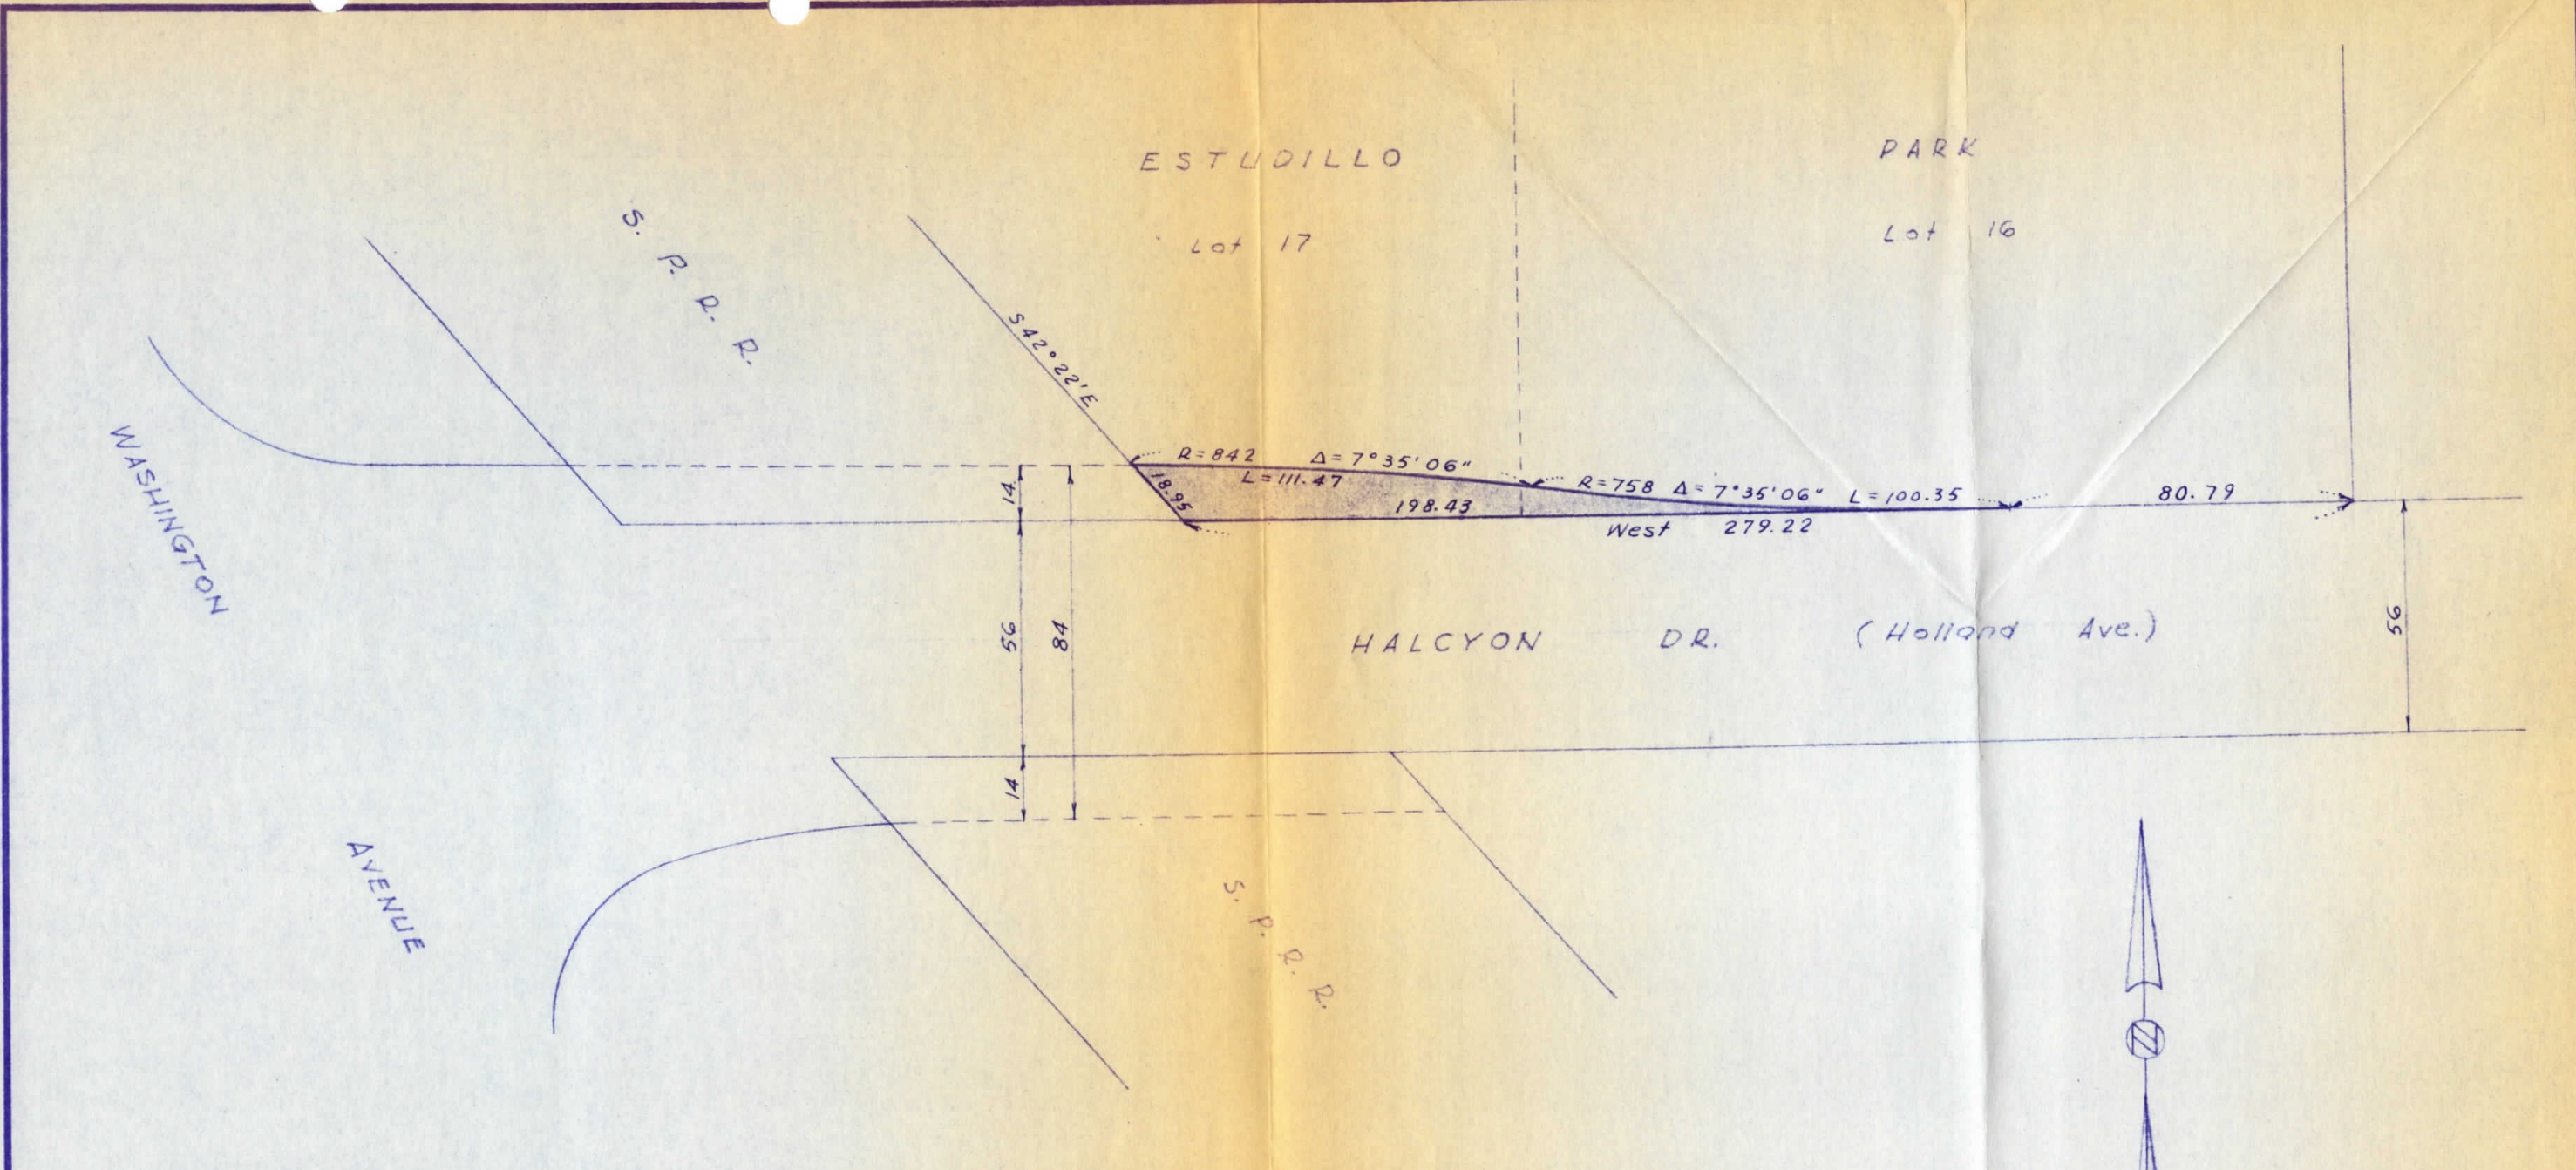 ESTUDILLO
PARK
Lot 17
Lot 16
S. P. R. R.
S 42° 22' E
WASHINGTON
AVENUE
R=842 Δ=7°35'06"
L=111.47
18.95
198.43
R=758 Δ=7°35'06" L=100.35
80.79
West 279.22
14
56
84
14
56
HALCYON DR. (Holland Ave.)
S. P. R. R.
N